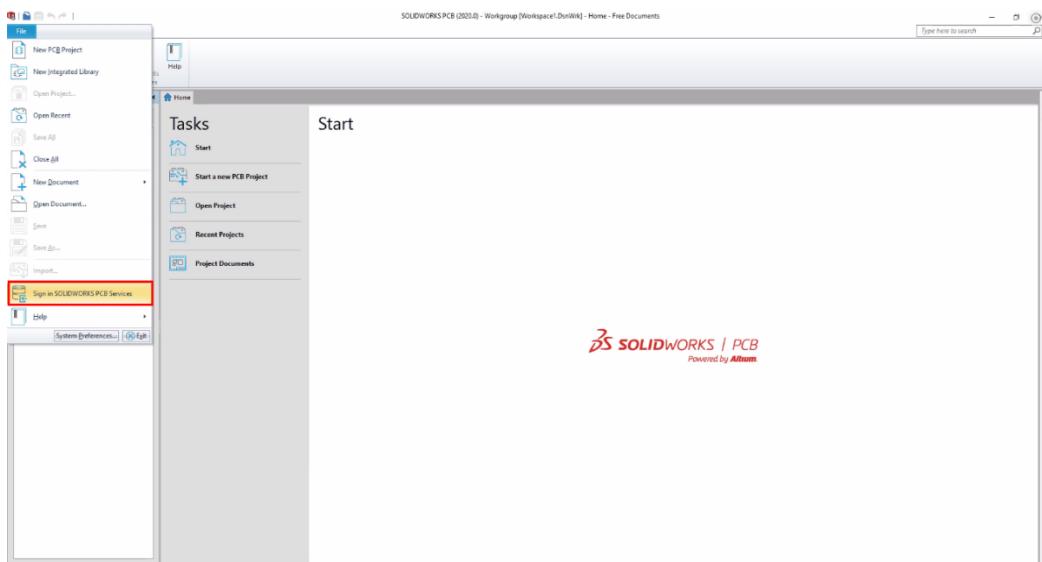 SOLIDWORKS PCB (2020.0) - Workgroup [Workspace1.DsnWrk] - Home - Free Documents
File
Type here to search
New PCB Project
New Integrated Library
Open Project...
Open Recent
Save All
Close All
New Document
Open Document...
Save
Save As...
Import...
Sign in SOLIDWORKS PCB Services
Help
System Preferences...
Exit
Help
Home
Tasks
Start
Start a new PCB Project
Open Project
Recent Projects
Project Documents
Start
SOLIDWORKS | PCB
Powered by Altium